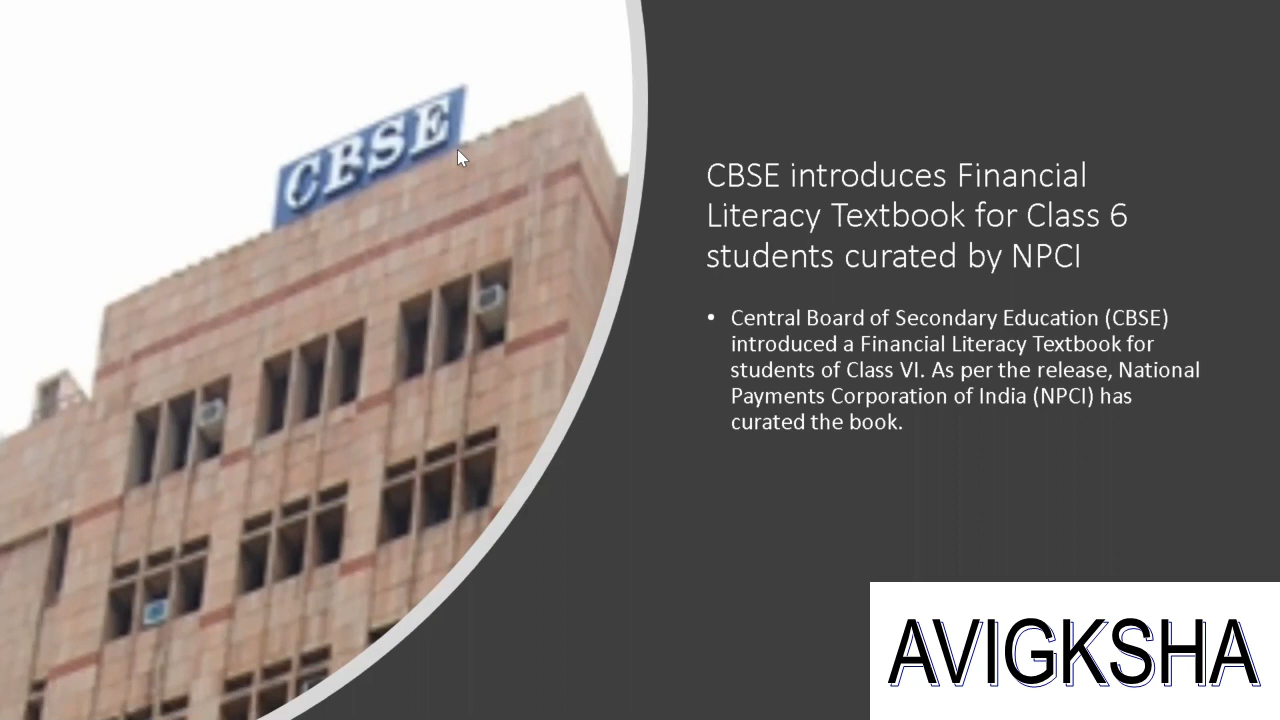 CBSE
CBSE introduces Financial
Literacy Textbook for Class 6
students curated by NPCI
• Central Board of Secondary Education (CBSE)
introduced a Financial Literacy Textbook for
students of Class VI. As per the release, National
Payments Corporation of India (NPCI) has
curated the book.
AVIGKSHA